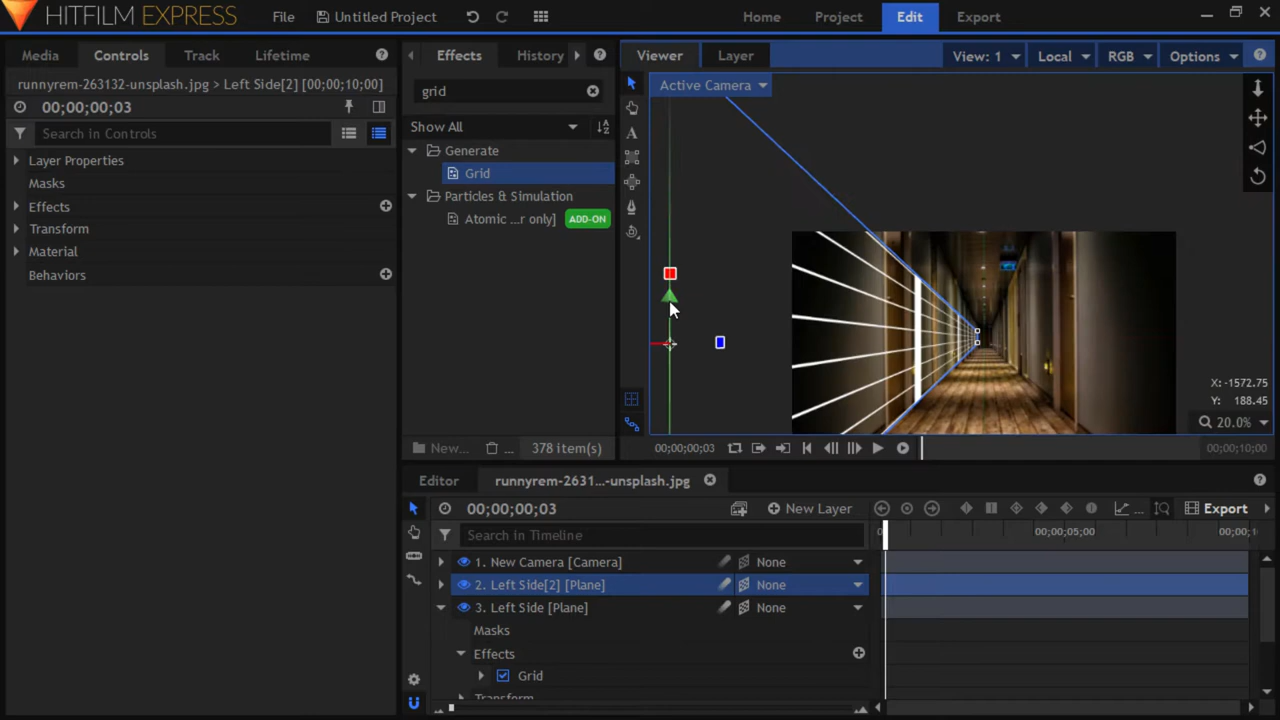 HITFILM EXPRESS
File
Untitled Project
Home
Project
Edit
Export
Media
Controls
Track
Lifetime
runnyrem-263132-unsplash.jpg > Left Side[2] [00;00;10;00]
00;00;00;03
Search in Controls
Layer Properties
Masks
Effects
Transform
Material
Behaviors
Effects
History
grid
Show All
Generate
Grid
Particles & Simulation
Atomic ...r only]
ADD-ON
New...
...
378 item(s)
Viewer
Layer
View: 1
Local
RGB
Options
Active Camera
X: -1572.75
Y: 188.45
20.0%
00;00;00;03
00;00;10;00
Editor
runnyrem-2631...-unsplash.jpg
00;00;00;03
New Layer
...
Export
Search in Timeline
00;00;05;00
00;00;1
1. New Camera [Camera]
None
2. Left Side[2] [Plane]
None
3. Left Side [Plane]
None
Masks
Effects
Grid
Transform